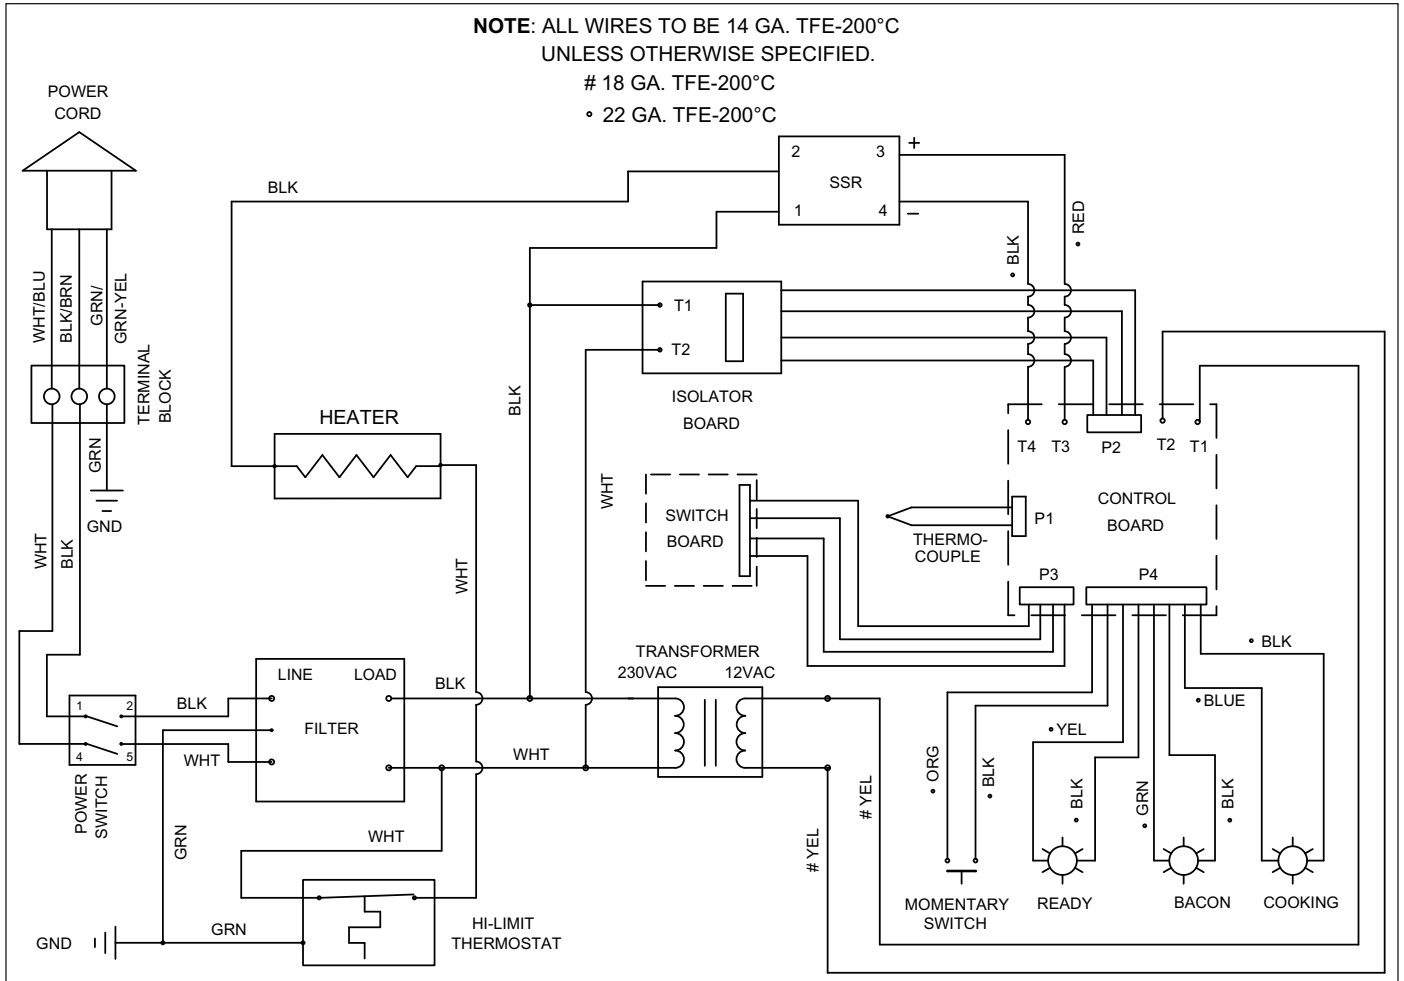 NOTE: ALL WIRES TO BE 14 GA. TFE-200°C
UNLESS OTHERWISE SPECIFIED.
# 18 GA. TFE-200°C
∘ 22 GA. TFE-200°C
POWER
CORD
WHT/BLU
BLK/BRN
GRN/
GRN-YEL
TERMINAL
BLOCK
BLK
2 3 +
SSR
1 4 –
∘ BLK
∘ RED
T1
T2
ISOLATOR
BOARD
BLK
HEATER
GRN
GND
WHT
BLK
WHT
WHT
SWITCH
BOARD
T4 T3 P2 T2 T1
CONTROL
BOARD
P1
THERMO-
COUPLE
P3 P4
TRANSFORMER
230VAC 12VAC
LINE LOAD
FILTER
BLK
BLK
WHT
WHT
1 2
4 5
POWER
SWITCH
GRN
WHT
GND
GRN
HI-LIMIT
THERMOSTAT
# YEL
# YEL
∘ BLK
∘ BLUE
∘ YEL
∘ ORG
∘ BLK
∘ BLK
∘ GRN
∘ BLK
MOMENTARY
SWITCH
READY
BACON
COOKING